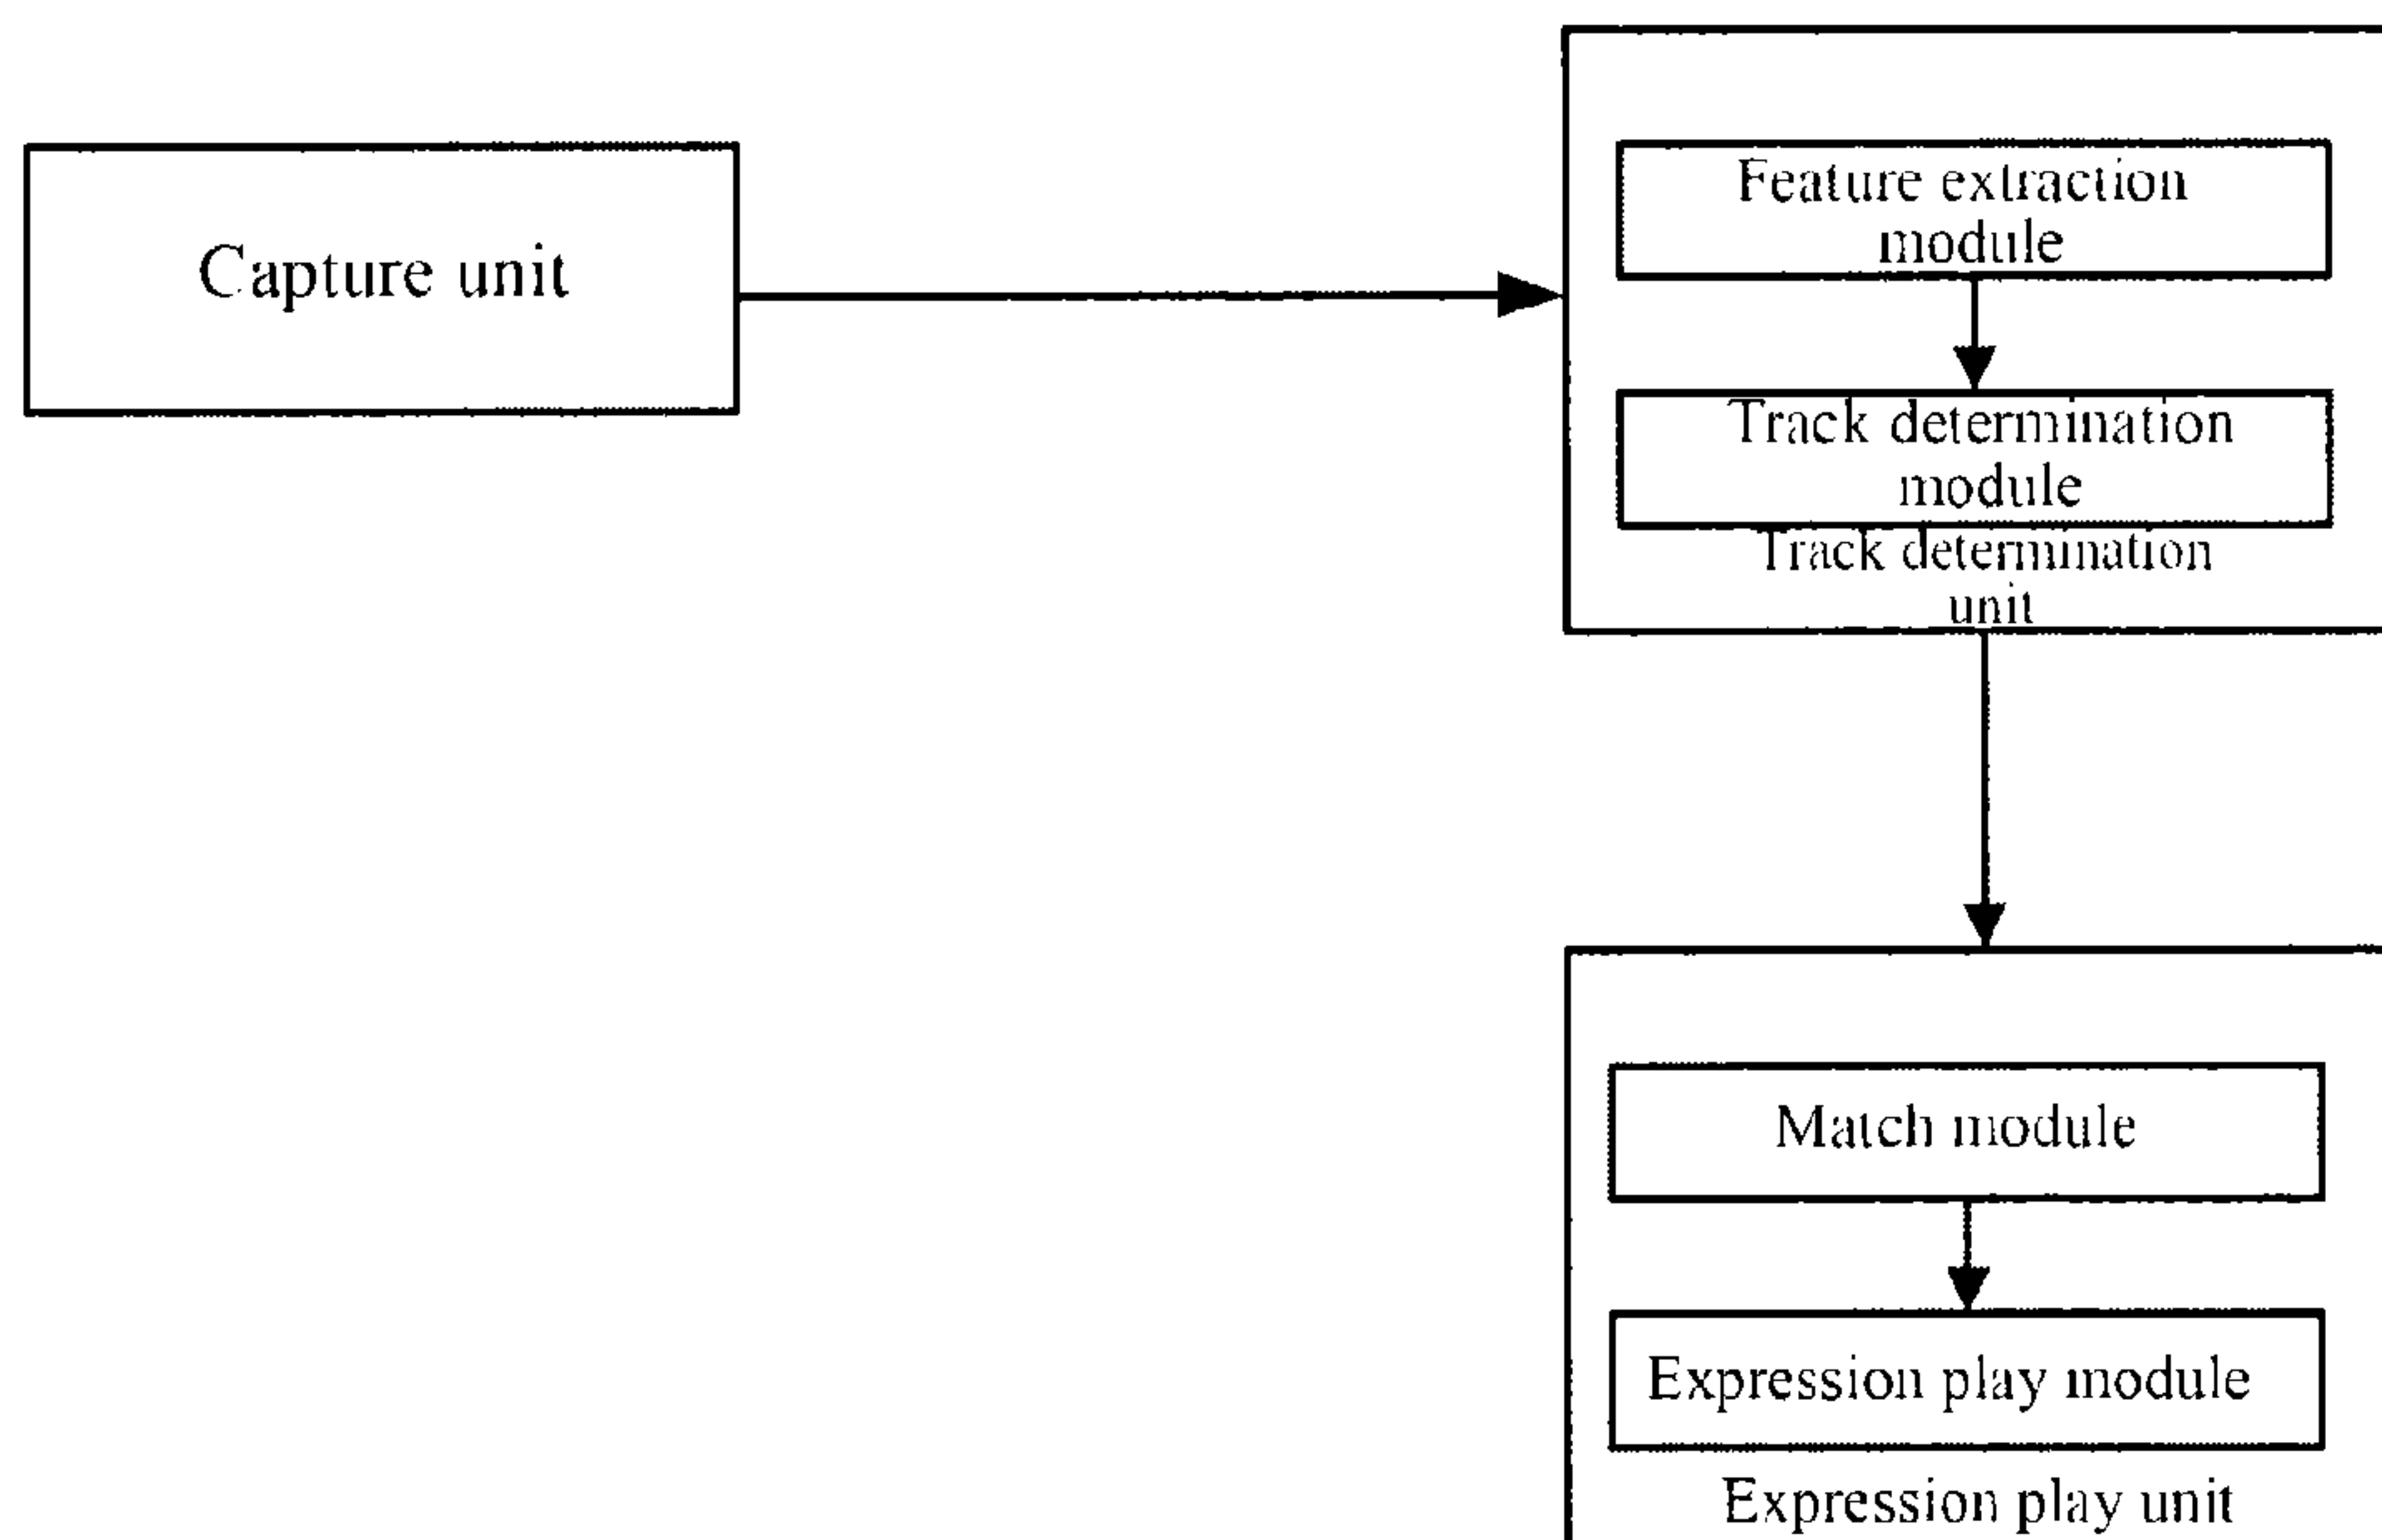 Capture unit
Feature extraction
module
Track determination
module
Track determination
unit
Match module
Expression play module
Expression play unit